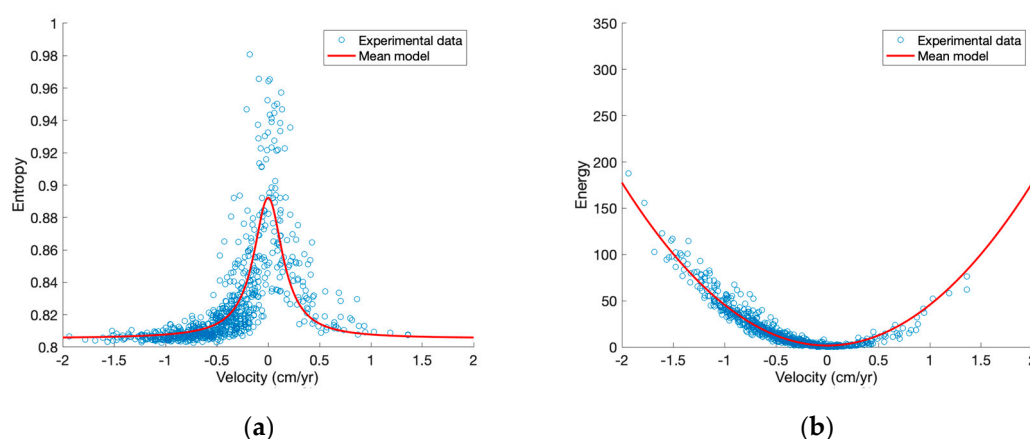 1
0.98
0.96
0.94
0.92
0.9
0.88
0.86
0.84
0.82
0.8
Entropy
-2 -1.5 -1 -0.5 0 0.5 1 1.5 2
Velocity (cm/yr)
Experimental data
Mean model
(a)
350
300
250
200
150
100
50
0
Energy
-2 -1.5 -1 -0.5 0 0.5 1 1.5 2
Velocity (cm/yr)
Experimental data
Mean model
(b)